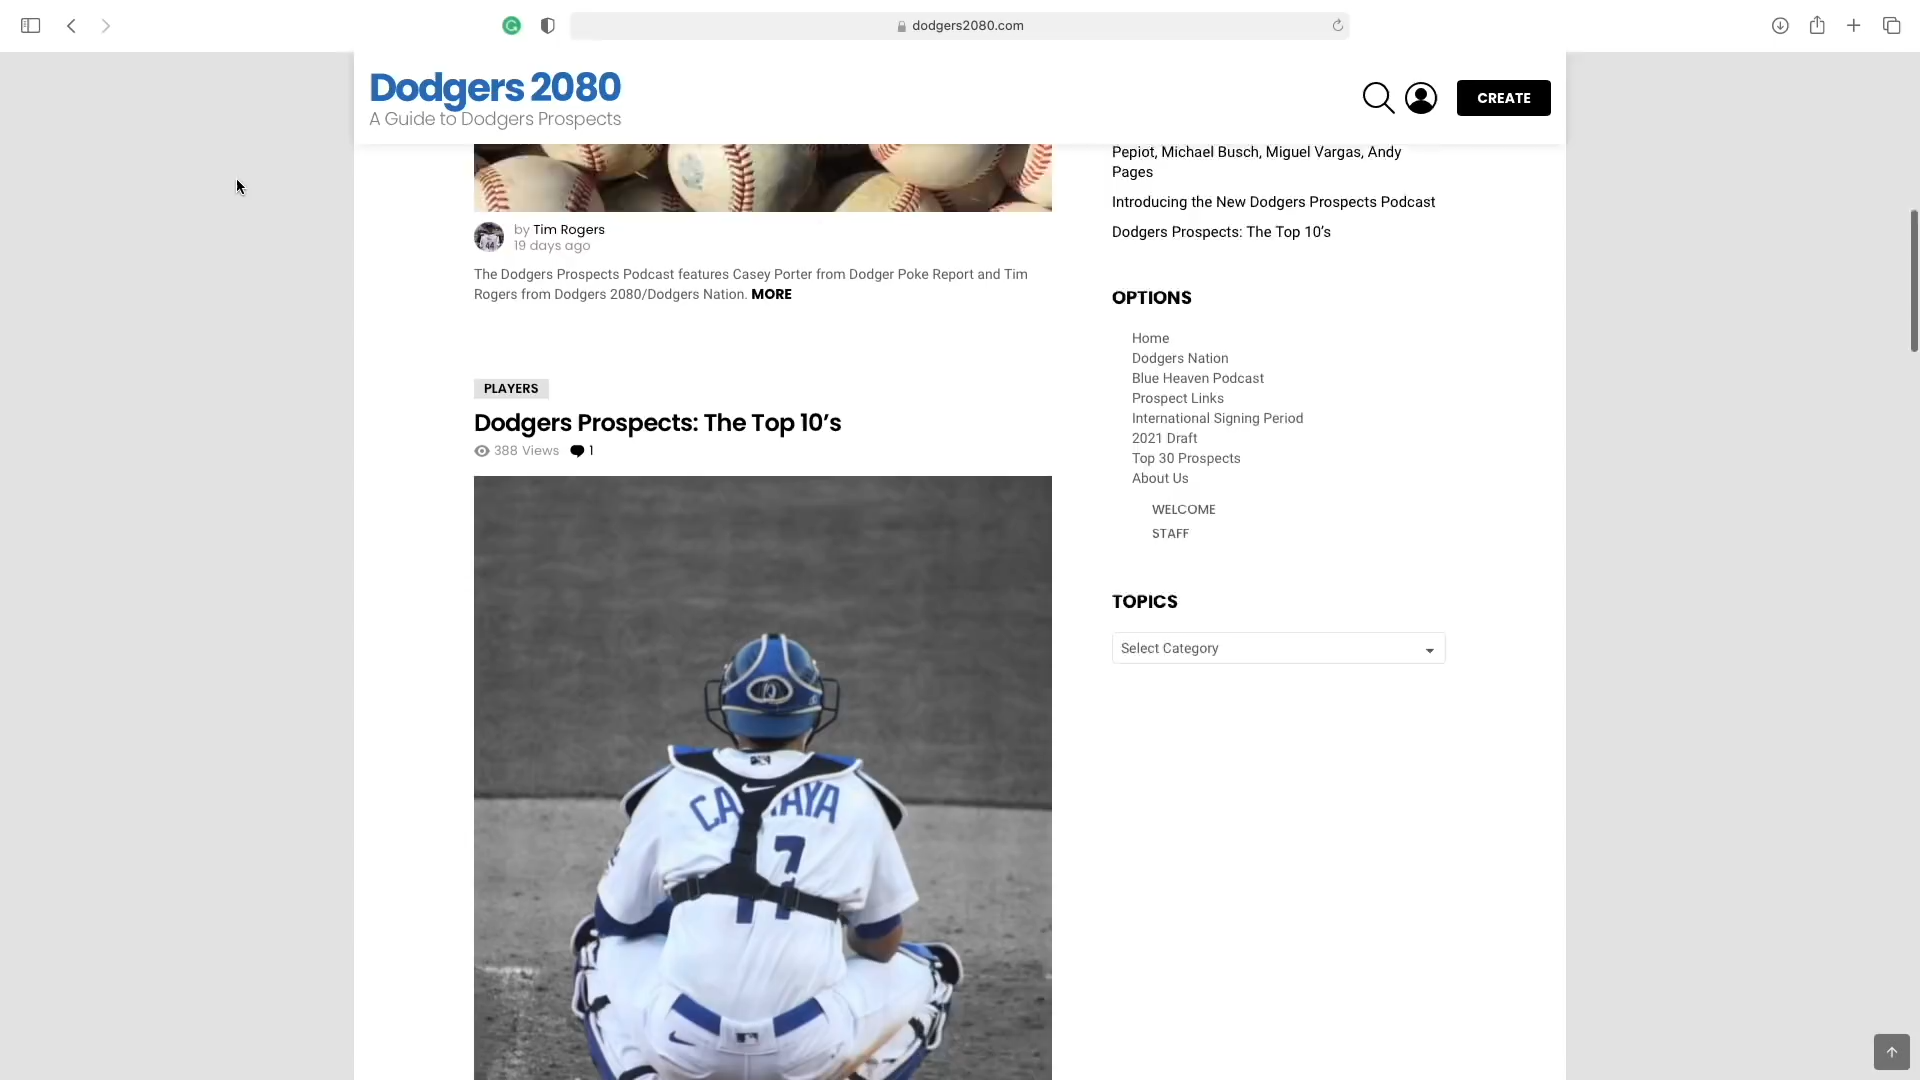 dodgers2080.com
Dodgers 2080
A Guide to Dodgers Prospects
CREATE
by Tim Rogers
19 days ago
The Dodgers Prospects Podcast features Casey Porter from Dodger Poke Report and Tim
Rogers from Dodgers 2080/Dodgers Nation. MORE
PLAYERS
Dodgers Prospects: The Top 10’s
388 Views 1
7
Pepiot, Michael Busch, Miguel Vargas, Andy
Pages
Introducing the New Dodgers Prospects Podcast
Dodgers Prospects: The Top 10’s
OPTIONS
Home
Dodgers Nation
Blue Heaven Podcast
Prospect Links
International Signing Period
2021 Draft
Top 30 Prospects
About Us
WELCOME
STAFF
TOPICS
Select Category